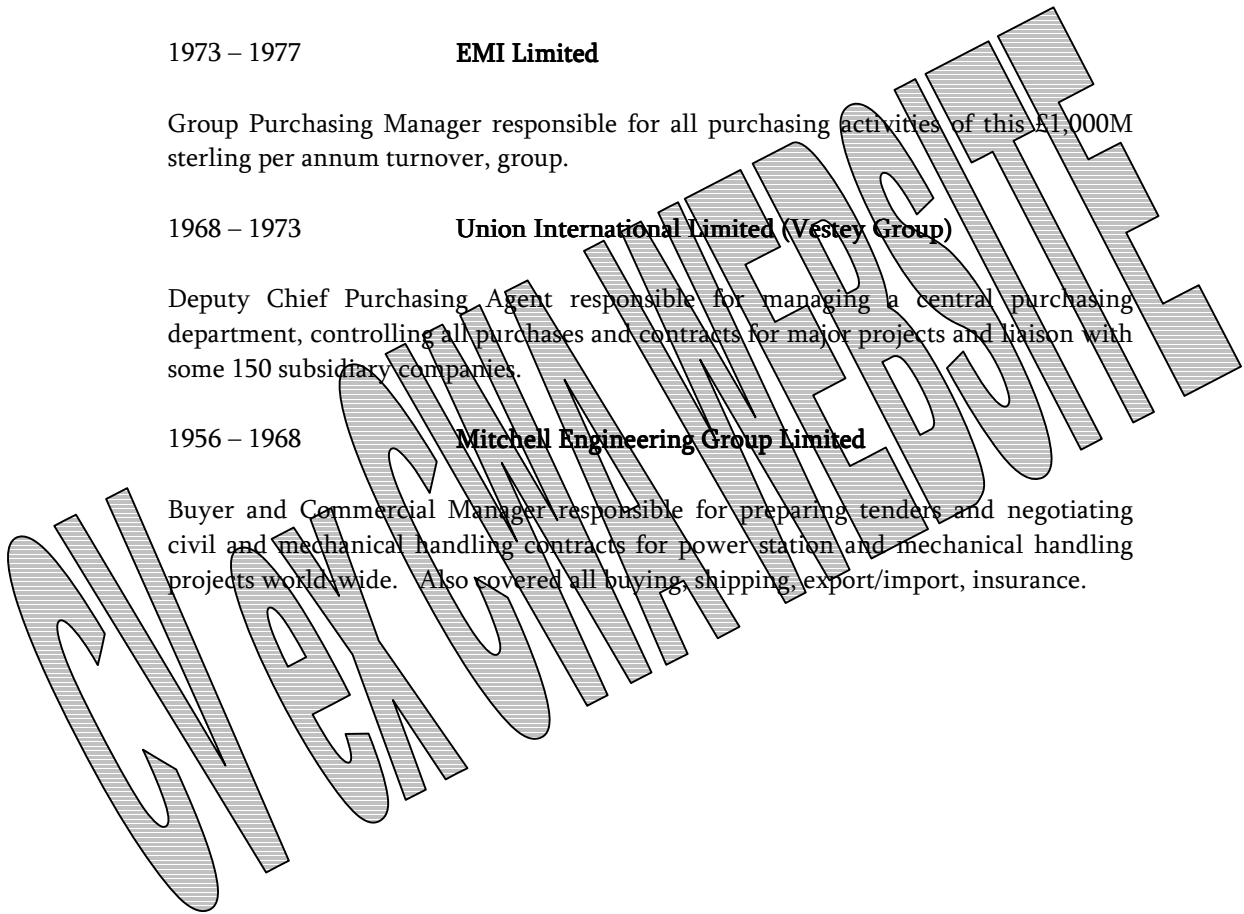 1973 – 1977 EMI Limited
Group Purchasing Manager responsible for all purchasing activities of this £1,000M
sterling per annum turnover, group.
1968 – 1973 Union International Limited (Vestey Group)
Deputy Chief Purchasing Agent responsible for managing a central purchasing
department, controlling all purchases and contracts for major projects and liaison with
some 150 subsidiary companies.
1956 – 1968 Mitchell Engineering Group Limited
Buyer and Commercial Manager responsible for preparing tenders and negotiating
civil and mechanical handling contracts for power station and mechanical handling
projects world-wide. Also covered all buying, shipping, export/import, insurance.
CV ex CWA WEBSITE